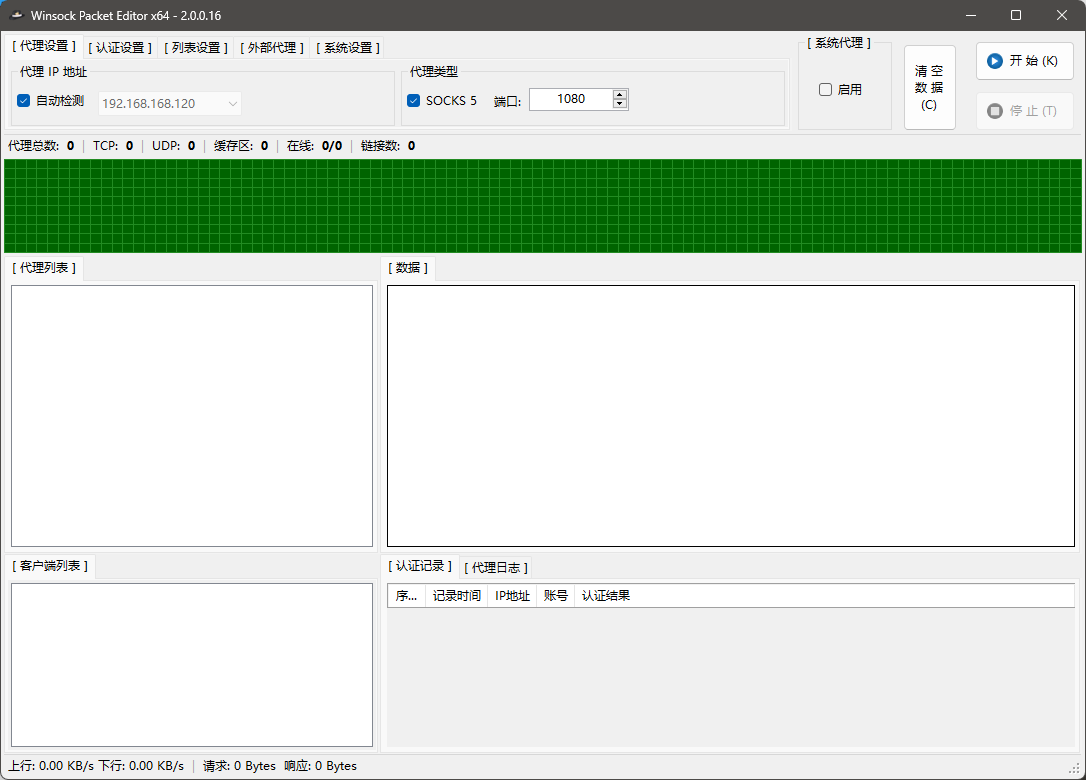 Winsock Packet Editor x64 - 2.0.0.16
[ 代理设置 ] [ 认证设置 ] [ 列表设置 ] [ 外部代理 ] [ 系统设置 ]
代理 IP 地址
自动检测 192.168.168.120
代理类型
SOCKS 5 端口: 1080
[ 系统代理 ]
启用
清 空
数 据
(C)
开 始 (K)
停 止 (T)
代理总数: 0 | TCP: 0 | UDP: 0 | 缓存区: 0 | 在线: 0/0 | 链接数: 0
[ 代理列表 ]
[ 数据 ]
[ 客户端列表 ]
[ 认证记录 ] [ 代理日志 ]
序... 记录时间 IP地址 账号 认证结果
上行: 0.00 KB/s 下行: 0.00 KB/s | 请求: 0 Bytes 响应: 0 Bytes